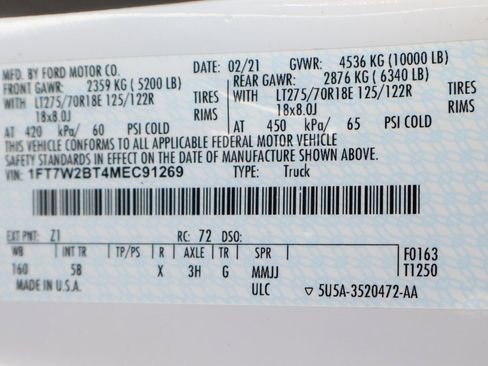 MFD. BY FORD MOTOR CO. DATE: 02/21 GVWR: 4536 KG (10000 LB)
FRONT GAWR: 2359 KG (5200 LB) REAR GAWR: 2876 KG (6340 LB)
WITH LT275/70R18E 125/122R TIRES WITH LT275/70R18E 125/122R TIRES
18x8.0J RIMS 18x8.0J RIMS
AT 420 kPa/ 60 PSI COLD AT 450 kPa/ 65 PSI COLD
THIS VEHICLE CONFORMS TO ALL APPLICABLE FEDERAL MOTOR VEHICLE
SAFETY STANDARDS IN EFFECT ON THE DATE OF MANUFACTURE SHOWN ABOVE.
VIN: 1FT7W2BT4MEC91269 TYPE: Truck
EXT PNT: Z1 RC: 72 DSO:
WB INT TR TP/PS R AXLE TR SPR F0163
160 5B X 3H G MMJJ T1250
MADE IN U.S.A. ULC ▽ 5U5A-3520472-AA